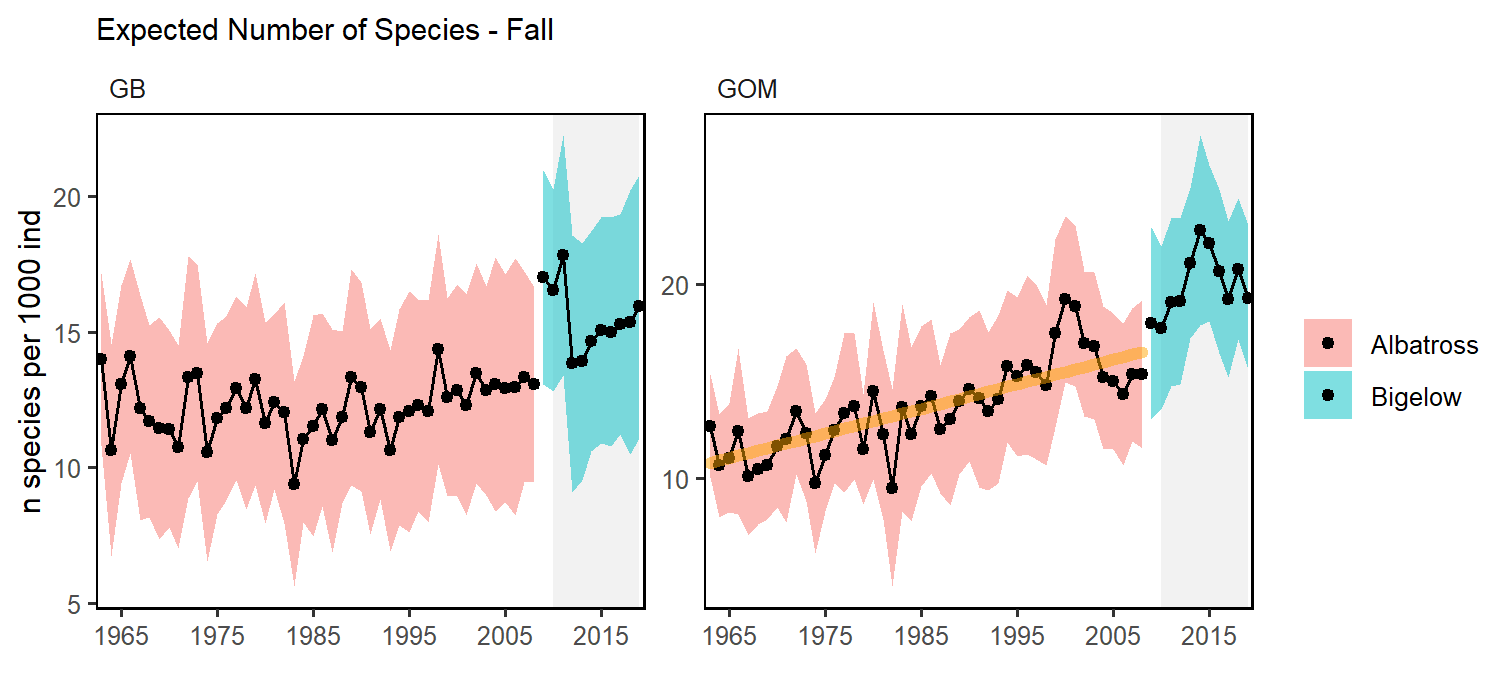 Expected Number of Species - Fall
GB
GOM
n species per 1000 ind
20
15
10
5
20
10
1965 1975 1985 1995 2005 2015
1965 1975 1985 1995 2005 2015
Albatross
Bigelow